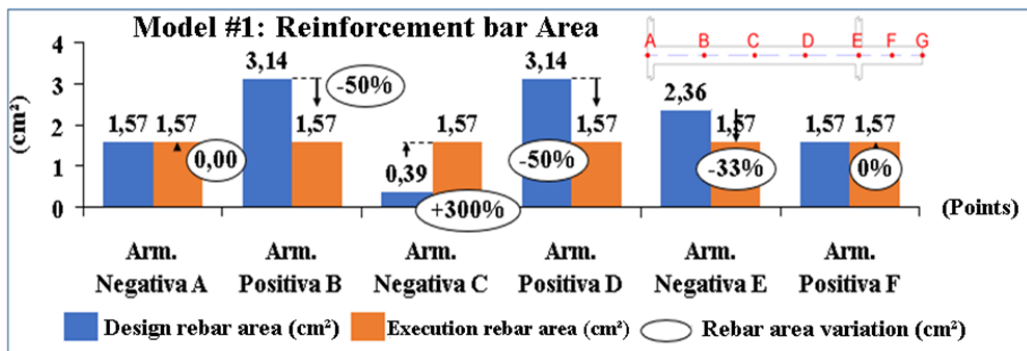 Model #1: Reinforcement bar Area
A B C D E F G
(cm²)
4
3
2
1
0
3,14
3,14
-50%
2,36
1,57 1,57
1,57
1,57
1,57
1,57
1,57 1,57
0,00
0,39
-50%
-33%
0%
+300%
(Points)
Arm. Negativa A
Arm. Positiva B
Arm. Negativa C
Arm. Positiva D
Arm. Negativa E
Arm. Positiva F
Design rebar area (cm²) Execution rebar area (cm²) Rebar area variation (cm²)